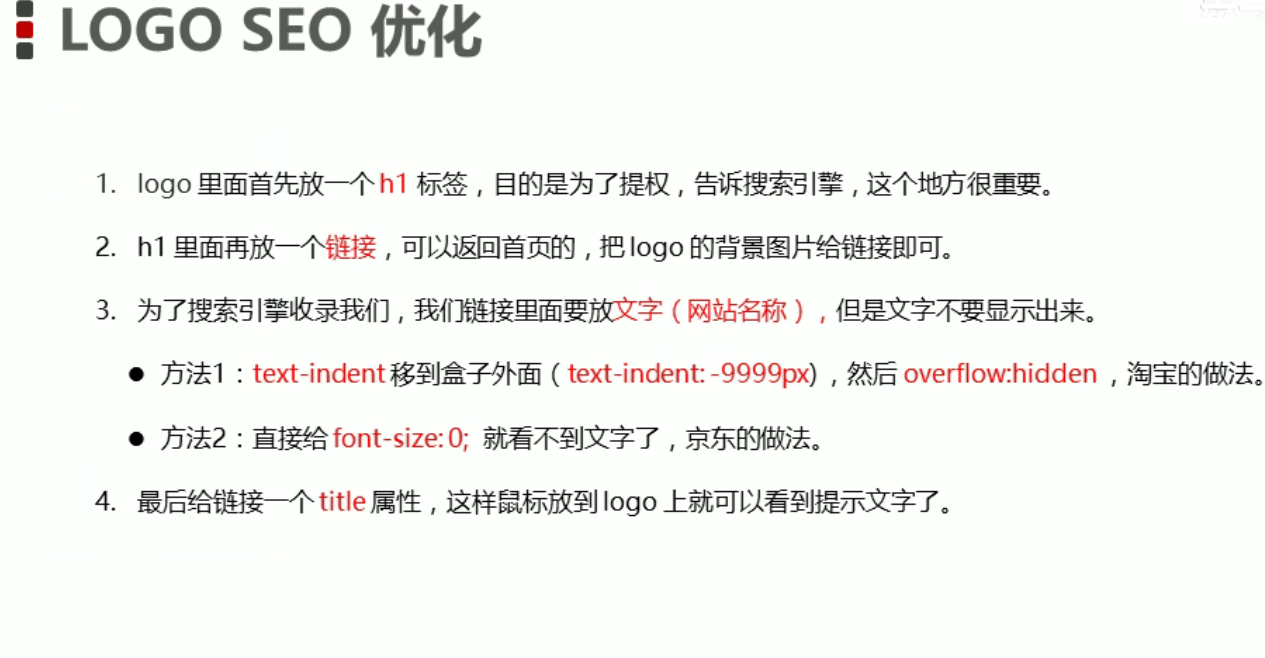 LOGO SEO 优化
1. logo 里面首先放一个 h1 标签，目的是为了提权，告诉搜索引擎，这个地方很重要。
2. h1 里面再放一个链接，可以返回首页的，把 logo 的背景图片给链接即可。
3. 为了搜索引擎收录我们，我们链接里面要放文字（网站名称），但是文字不要显示出来。
● 方法1：text-indent 移到盒子外面（text-indent: -9999px)，然后 overflow:hidden ，淘宝的做法。
● 方法2：直接给 font-size: 0; 就看不到文字了，京东的做法。
4. 最后给链接一个 title 属性，这样鼠标放到 logo 上就可以看到提示文字了。